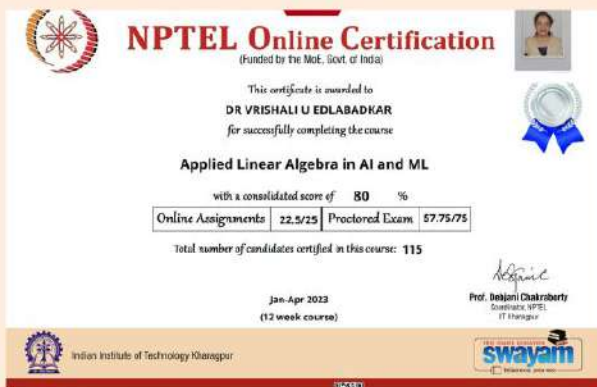 NPTEL Online Certification
(Funded by the MoE, Govt. of India)
This certificate is awarded to
DR VRISHALI U EDLABADKAR
for successfully completing the course
Applied Linear Algebra in AI and ML
with a consolidated score of 80 %
Online Assignments 22.5/25 Proctored Exam 57.75/75
Total number of candidates certified in this course: 115
Jan-Apr 2023
(12 week course)
Prof. Debjani Chakraborty
Coordinator, NPTEL
IIT Kharagpur
Indian Institute of Technology Kharagpur
swayam